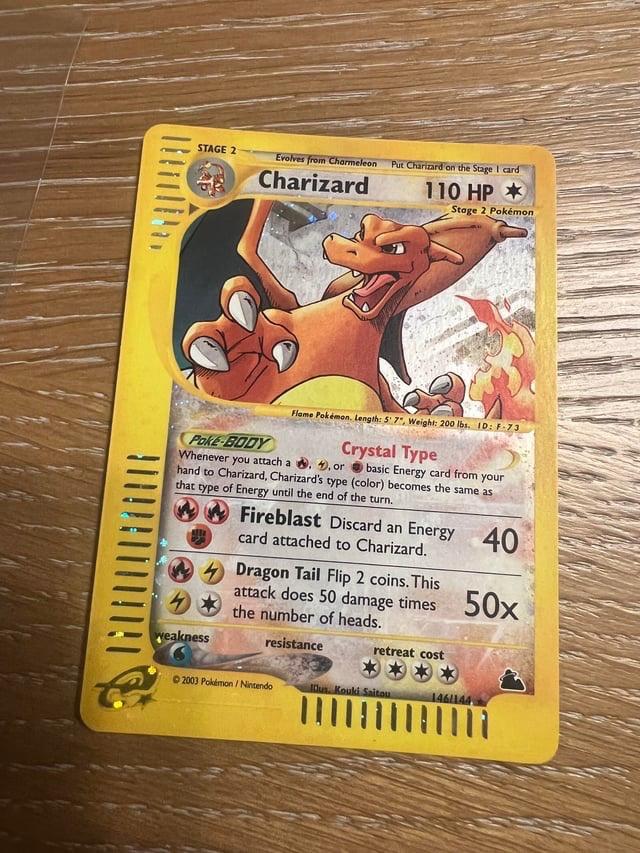 STAGE 2
Evolves from Charmeleon Put Charizard on the Stage 1 card
Charizard 110 HP
Stage 2 Pokémon
Flame Pokémon. Length: 5' 7", Weight: 200 lbs. ID: F-73
Poké-BODY Crystal Type
Whenever you attach a , , or basic Energy card from your
hand to Charizard, Charizard's type (color) becomes the same as
that type of Energy until the end of the turn.
Fireblast Discard an Energy
card attached to Charizard. 40
Dragon Tail Flip 2 coins. This
attack does 50 damage times
the number of heads. 50x
weakness resistance retreat cost
© 2003 Pokémon / Nintendo
Illus. Kouki Saitou 146/144
e